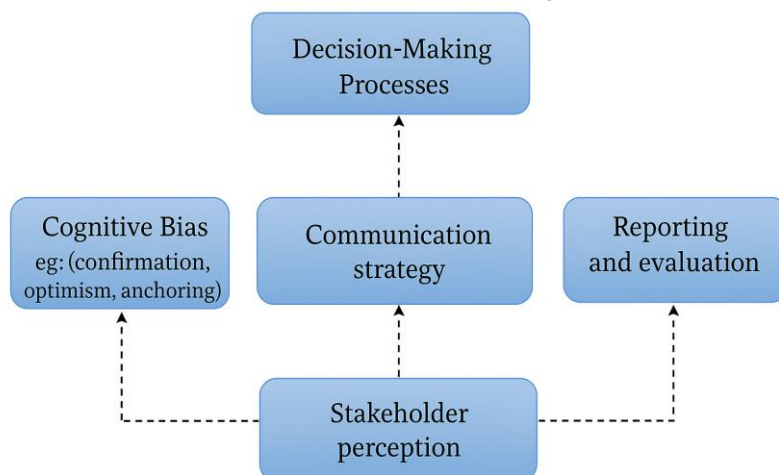 Decision-Making
Processes
Cognitive Bias
eg: (confirmation,
optimism, anchoring)
Communication
strategy
Reporting
and evaluation
Stakeholder
perception